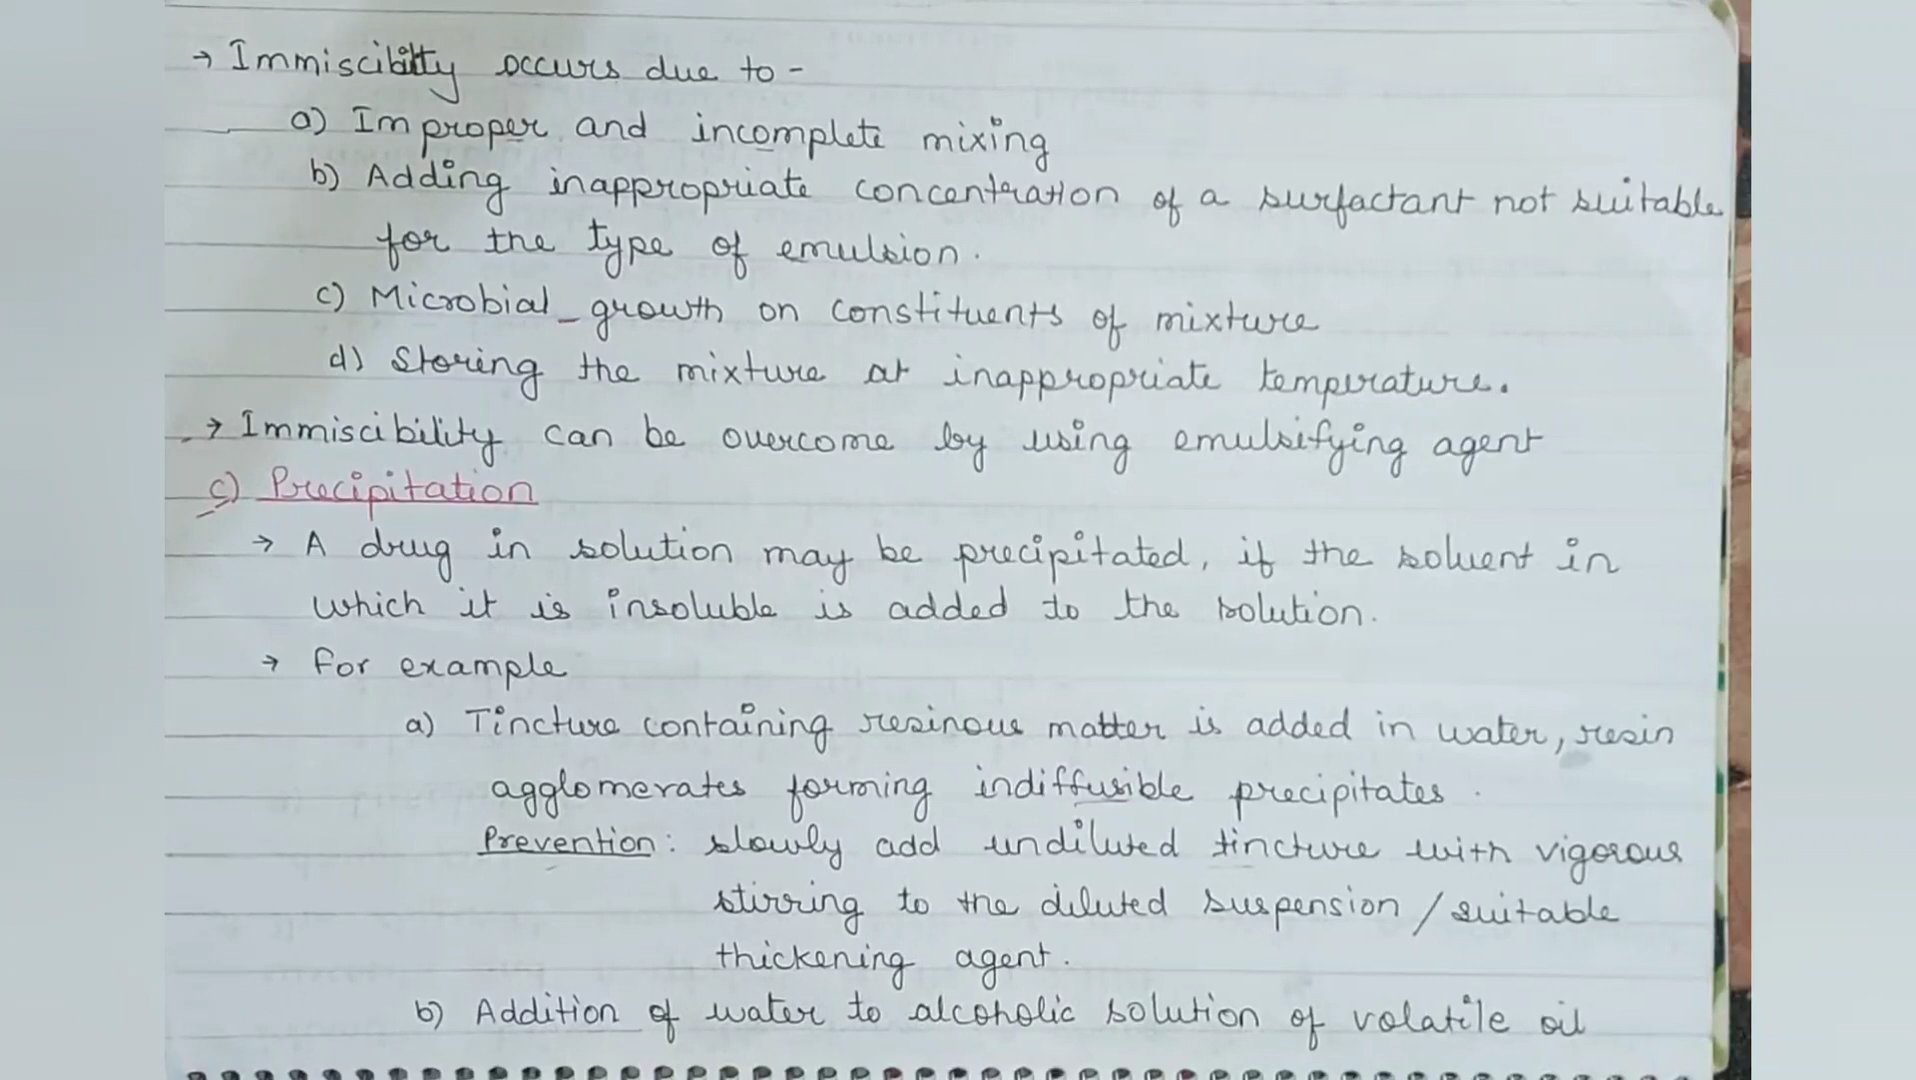 → Immiscibility occurs due to -
a) Improper and incomplete mixing
b) Adding inappropriate concentration of a surfactant not suitable
for the type of emulsion.
c) Microbial growth on constituents of mixture
d) Storing the mixture at inappropriate temperature.
→ Immiscibility can be overcome by using emulsifying agent
c) Precipitation
→ A drug in solution may be precipitated, if the solvent in
which it is insoluble is added to the solution.
→ For example
a) Tincture containing resinous matter is added in water, resin
agglomerates forming indiffusible precipitates.
Prevention: slowly add undiluted tincture with vigorous
stirring to the diluted suspension / suitable
thickening agent.
b) Addition of water to alcoholic solution of volatile oil